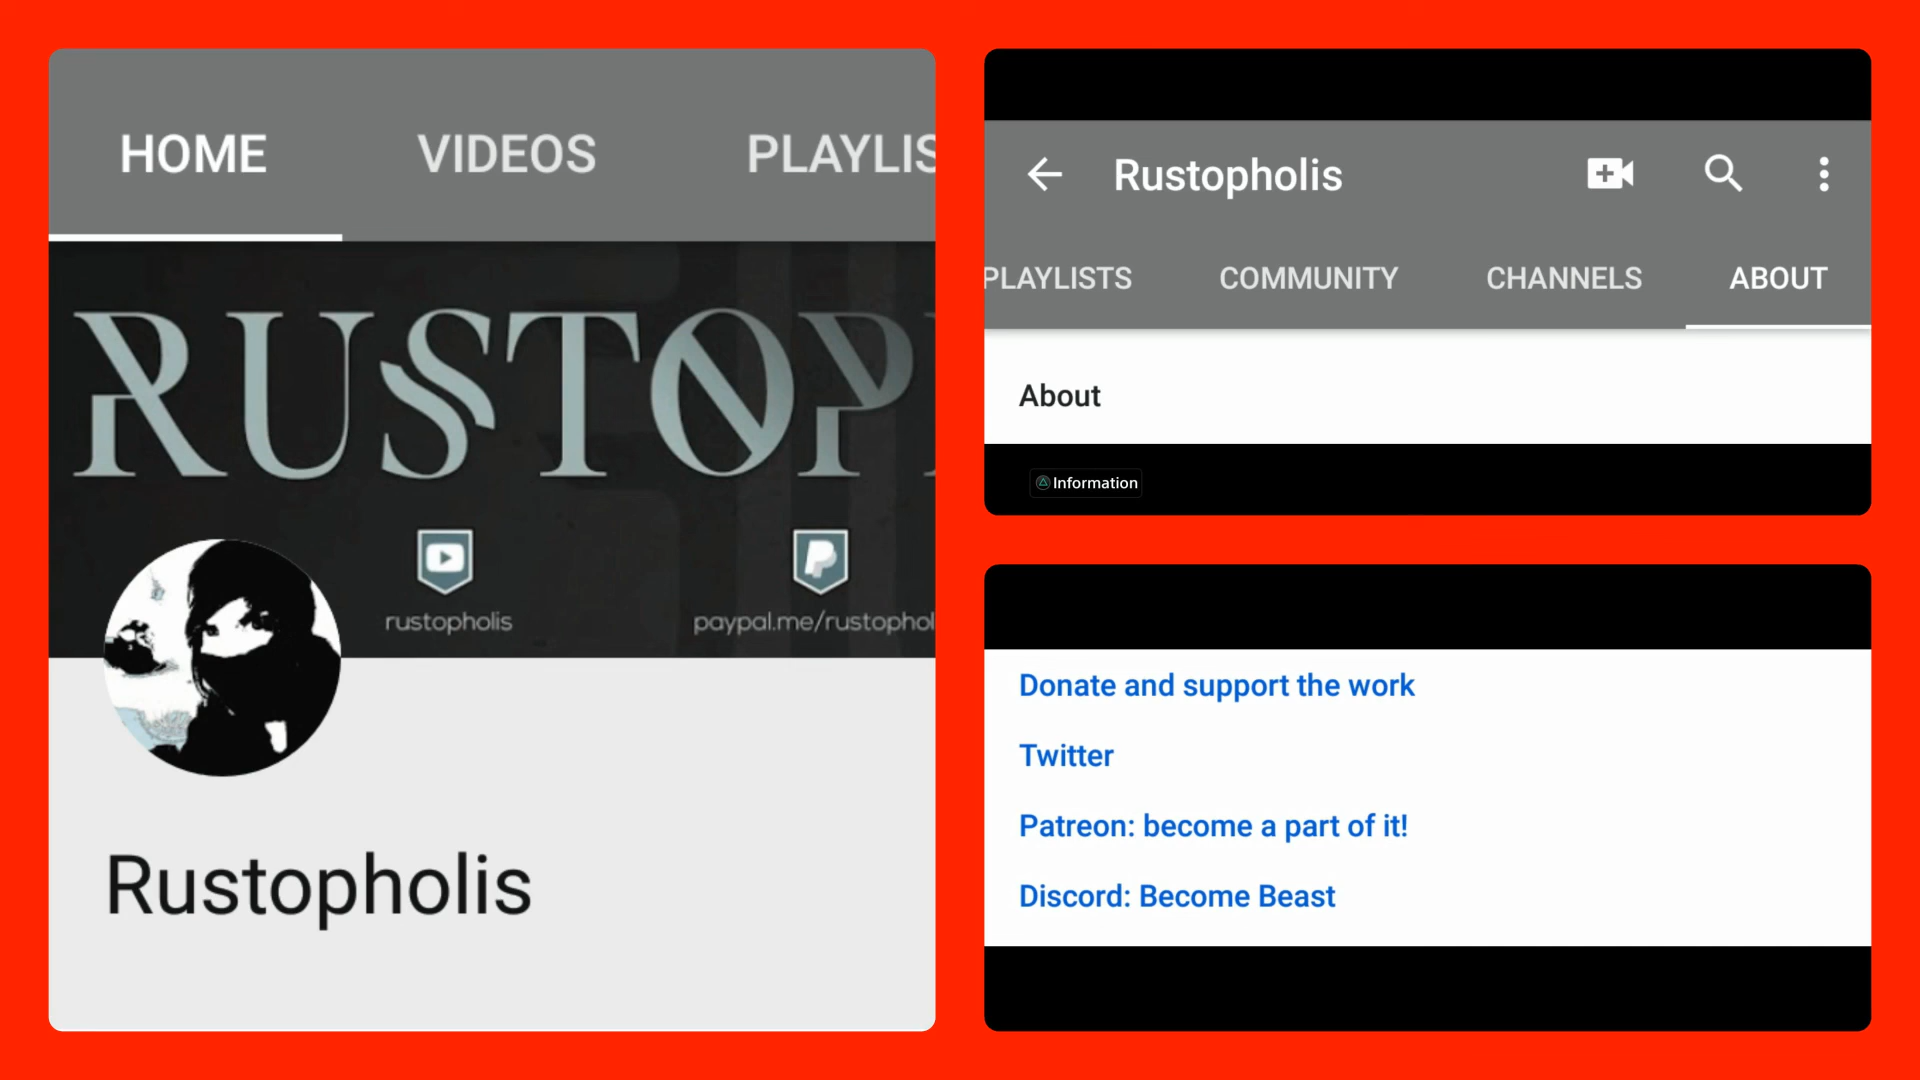 HOME VIDEOS PLAYLIS
RUSTOP
rustopholis paypal.me/rustophol
Rustopholis
Rustopholis
PLAYLISTS COMMUNITY CHANNELS ABOUT
About
Information
Donate and support the work
Twitter
Patreon: become a part of it!
Discord: Become Beast